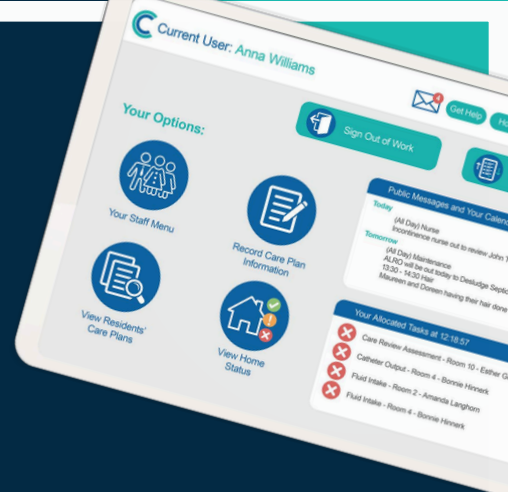 Current User: Anna Williams
4
Get Help
Your Options:
Sign Out of Work
Your Staff Menu
Record Care Plan
Information
View Residents'
Care Plans
View Home
Status
Public Messages and Your Calen
Today
(All Day) Nurse
Incontinence nurse out to review John
Tomorrow
(All Day) Maintenance
ALRO will be out today to Desludge Septic
13:30 - 14:30 Hair
Maureen and Doreen having their hair done
Your Allocated Tasks at 12:18:57
Care Review Assessment - Room 10 - Esther
Catheter Output - Room 4 - Bonnie Hinnerk
Fluid Intake - Room 2 - Amanda Langhorn
Fluid Intake - Room 4 - Bonnie Hinnerk